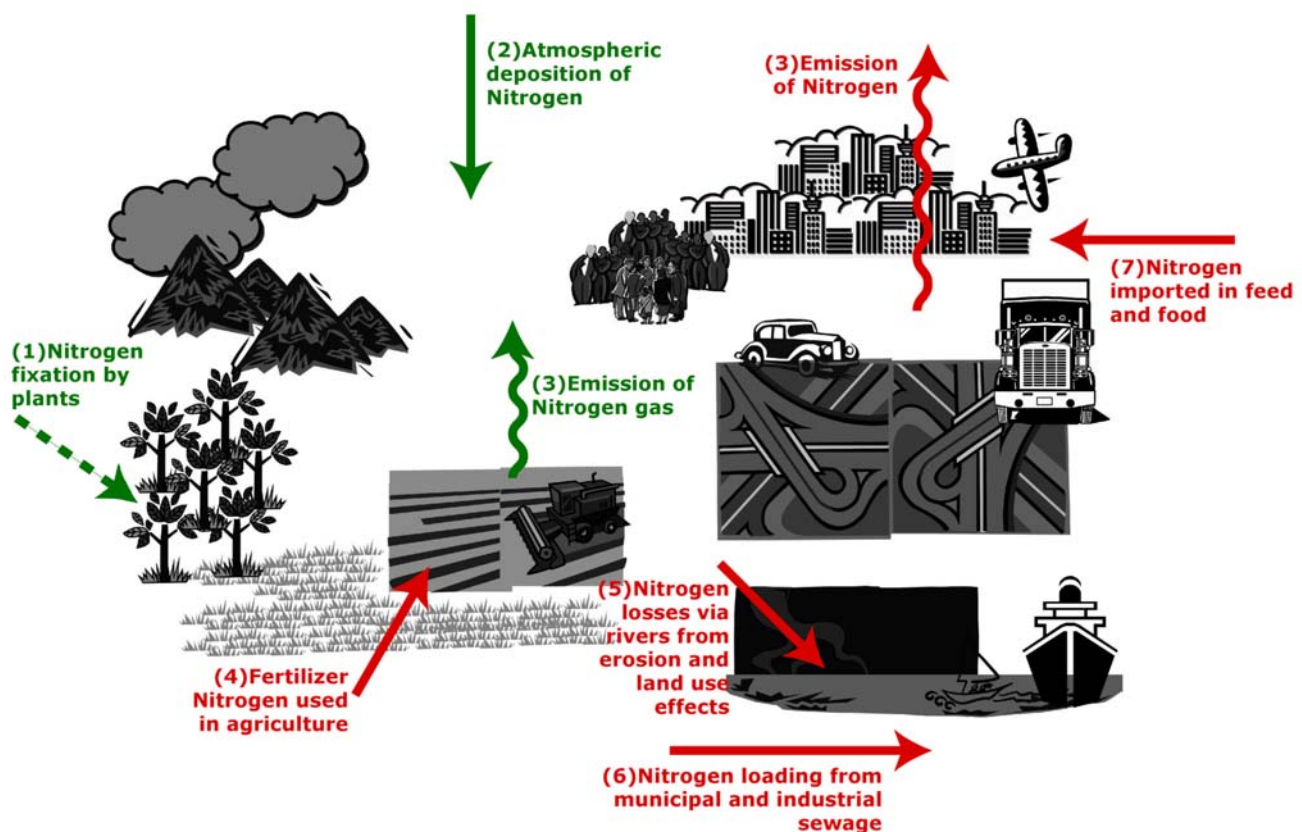 (2)Atmospheric
deposition of
Nitrogen
(3)Emission
of Nitrogen
(7)Nitrogen
imported in feed
and food
(1)Nitrogen
fixation by
plants
(3)Emission of
Nitrogen gas
(5)Nitrogen
losses via
rivers from
erosion and
land use
effects
(4)Fertilizer
Nitrogen used
in agriculture
(6)Nitrogen loading from
municipal and industrial
sewage